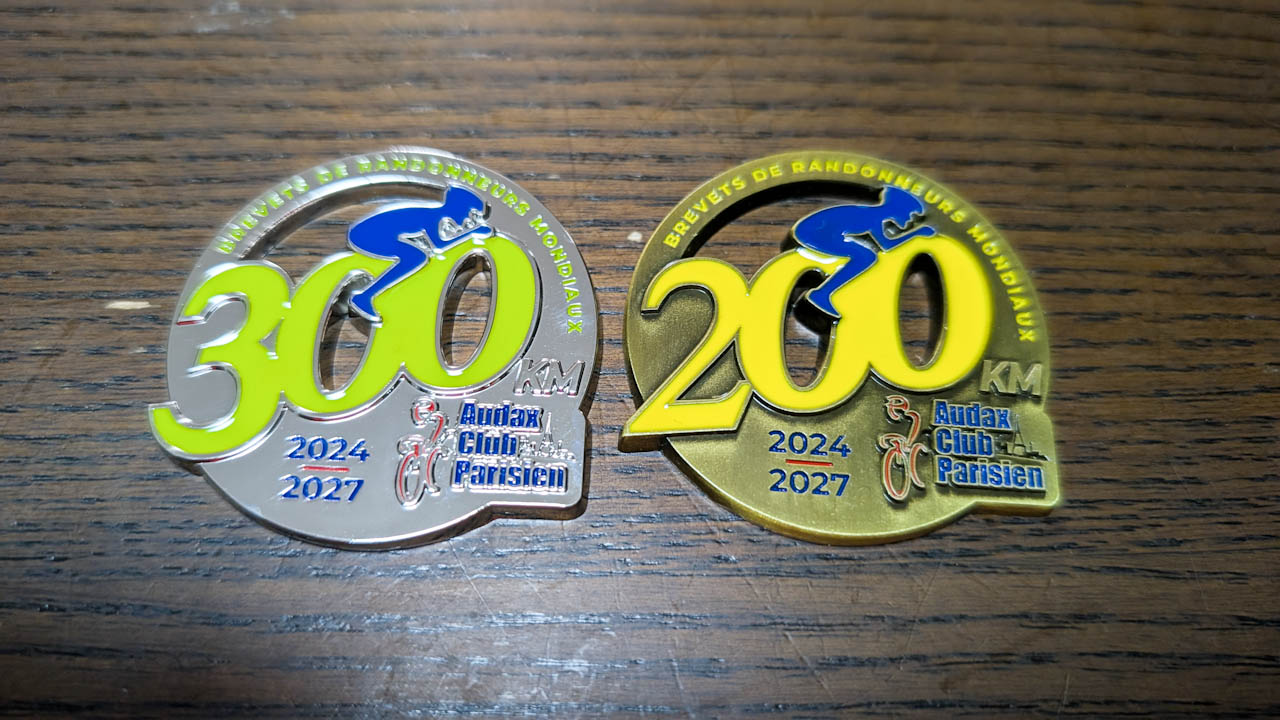 BREVETS DE RANDONNEURS MONDIAUX
300
KM
2024
2027
Audax
Club
Parisien
BREVETS DE RANDONNEURS MONDIAUX
200
KM
2024
2027
Audax
Club
Parisien